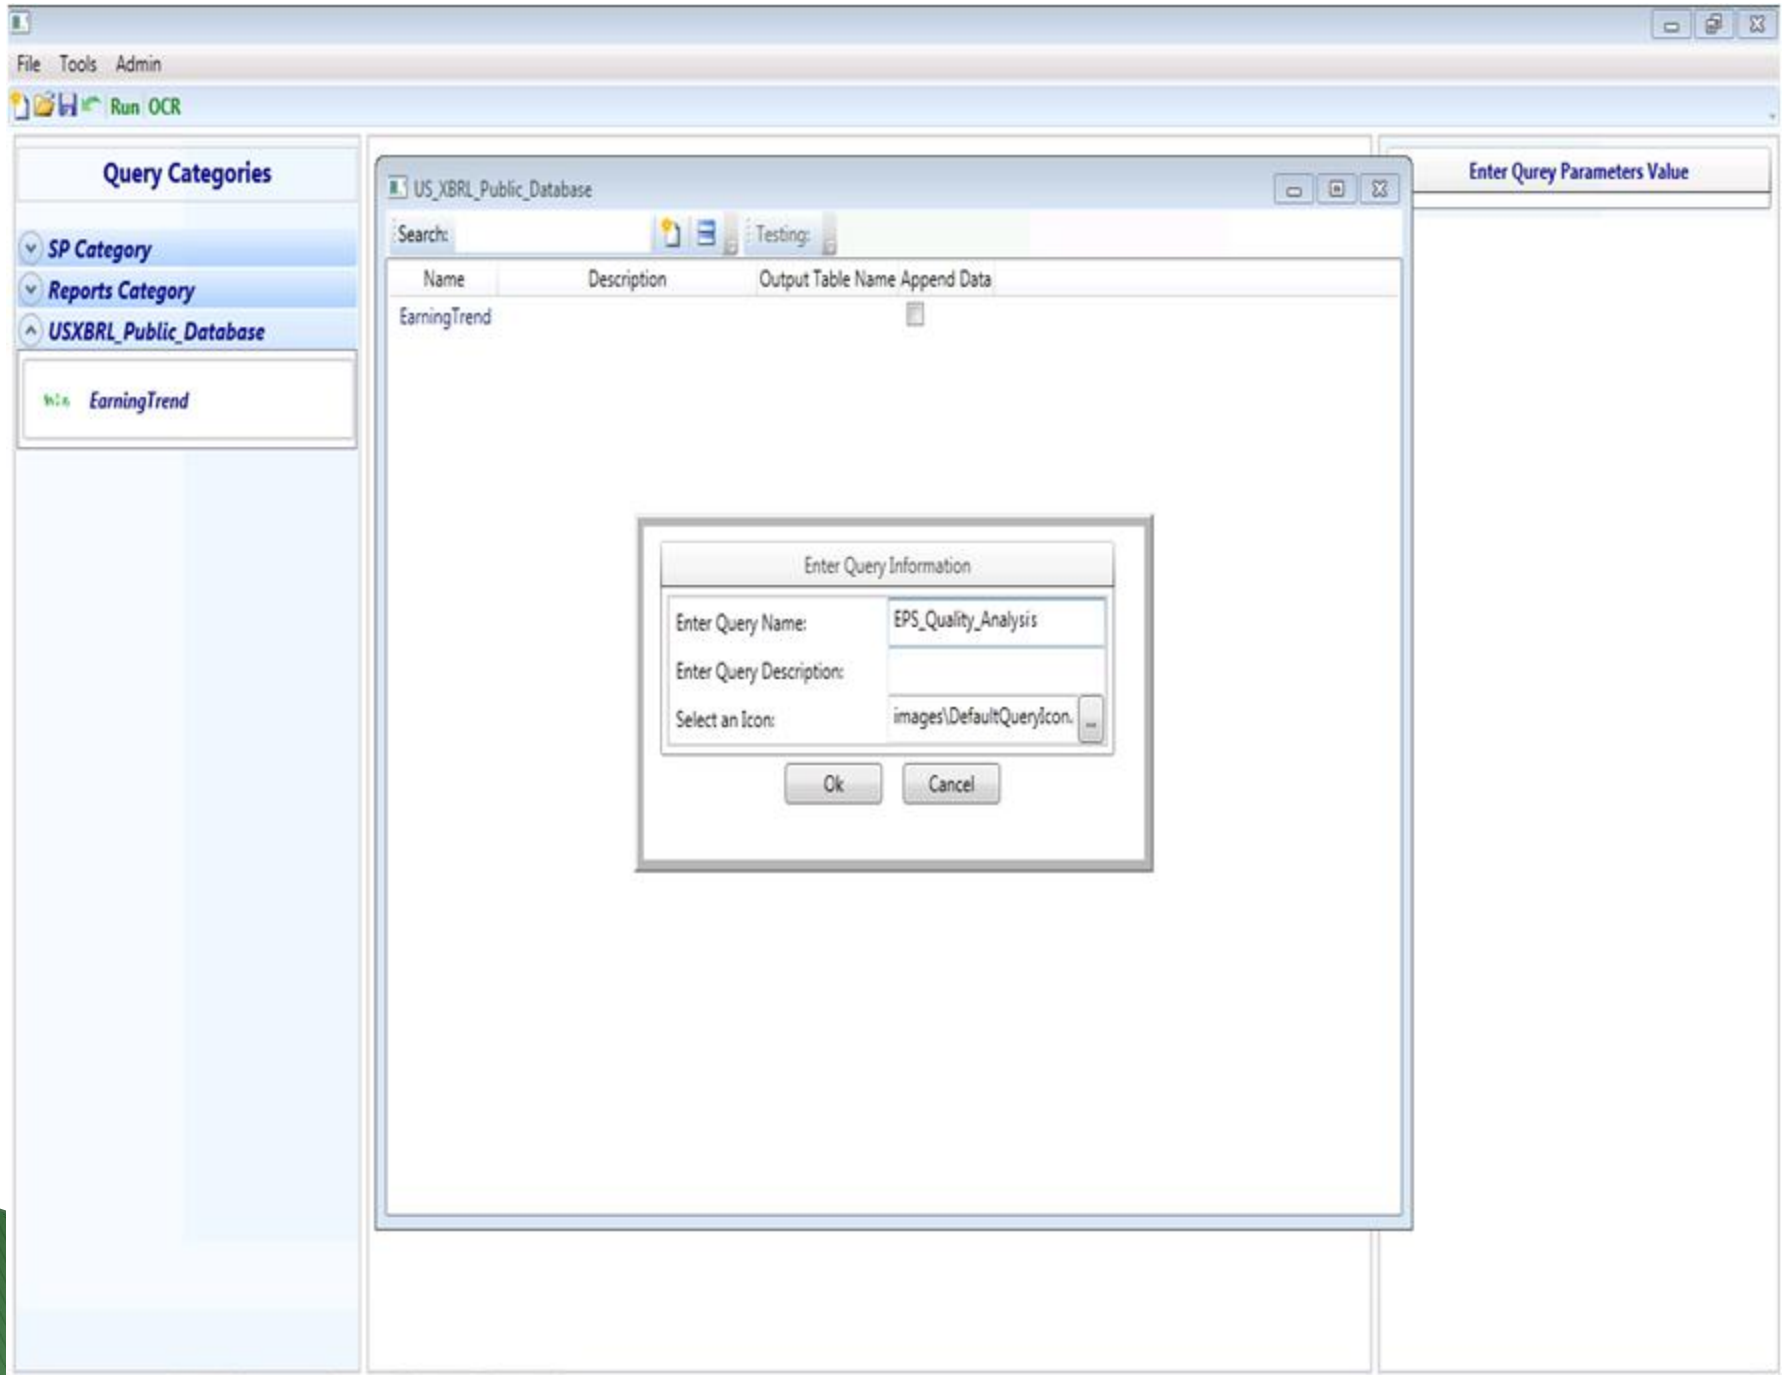 File Tools Admin
Run OCR
Query Categories
SP Category
Reports Category
USXBRL_Public_Database
EarningTrend
US_XBRL_Public_Database
Search:
Testing:
Name Description Output Table Name Append Data
EarningTrend
Enter Query Information
Enter Query Name: EPS_Quality_Analysis
Enter Query Description:
Select an Icon: images\DefaultQueryIcon. ...
Ok Cancel
Enter Qurey Parameters Value